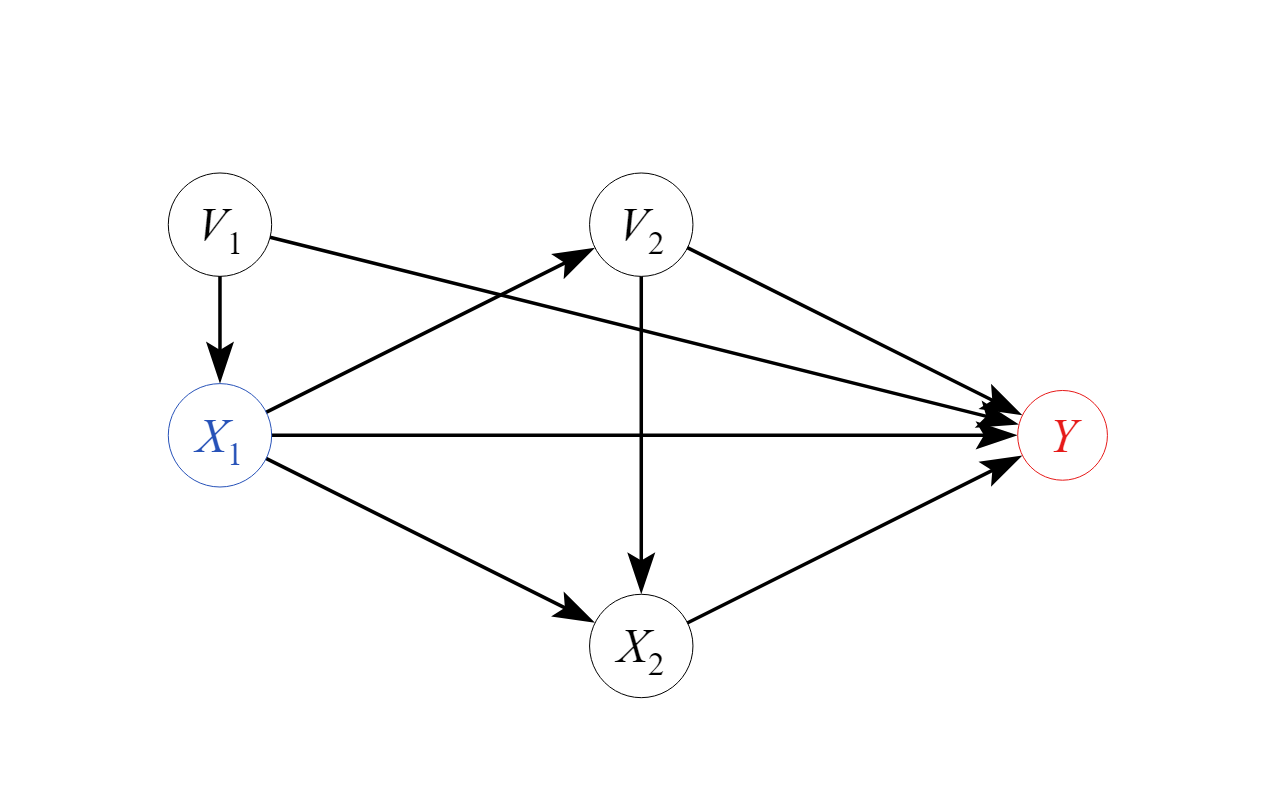 V₁ V₂
X₁ Y
X₂